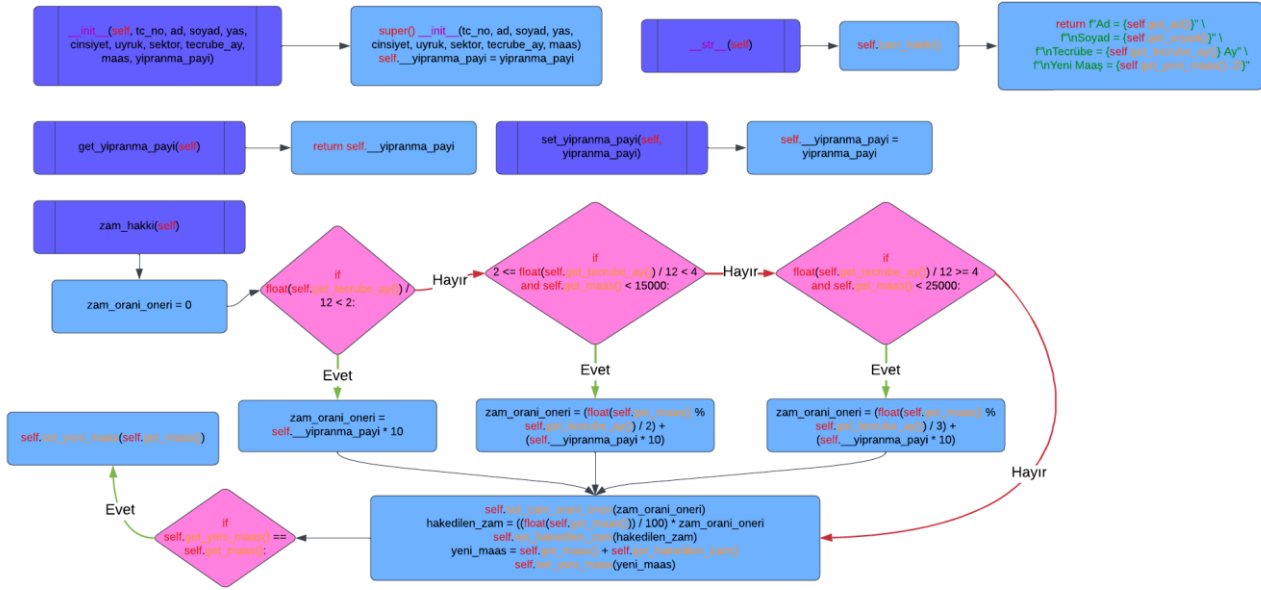 __init__(self, tc_no, ad, soyad, yas,
cinsiyet, uyruk, sektor, tecrube_ay,
maas, yipranma_payi)
super() __init__(tc_no, ad, soyad, yas,
cinsiyet, uyruk, sektor, tecrube_ay, maas)
self.__yipranma_payi = yipranma_payi
__str__(self)
self.zam_hakki()
return f"Ad = {self.get_ad()}" \
f"\nSoyad = {self.get_soyad()}" \
f"\nTecrübe = {self.get_tecrube_ay()} Ay" \
f"\nYeni Maaş = {self.get_yeni_maas():.2f}"
get_yipranma_payi(self)
return self.__yipranma_payi
set_yipranma_payi(self,
yipranma_payi)
self.__yipranma_payi =
yipranma_payi
zam_hakki(self)
zam_orani_oneri = 0
if
float(self.get_tecrube_ay()) /
12 < 2:
Hayır
if
2 <= float(self.get_tecrube_ay()) / 12 < 4
and self.get_maas() < 15000:
Hayır
if
float(self.get_tecrube_ay()) / 12 >= 4
and self.get_maas() < 25000:
Evet
Evet
Evet
zam_orani_oneri =
self.__yipranma_payi * 10
zam_orani_oneri = (float(self.get_maas() %
self.get_tecrube_ay()) / 2) +
(self.__yipranma_payi * 10)
zam_orani_oneri = (float(self.get_maas() %
self.get_tecrube_ay()) / 3) +
(self.__yipranma_payi * 10)
Hayır
self.set_yeni_maas(self.get_maas())
Evet
if
self.get_yeni_maas() ==
self.get_maas():
self.set_zam_orani_oneri(zam_orani_oneri)
hakedilen_zam = ((float(self.get_maas()) / 100) * zam_orani_oneri
self.set_hakedilen_zam(hakedilen_zam)
yeni_maas = self.get_maas() + self.get_hakedilen_zam()
self.set_yeni_maas(yeni_maas)